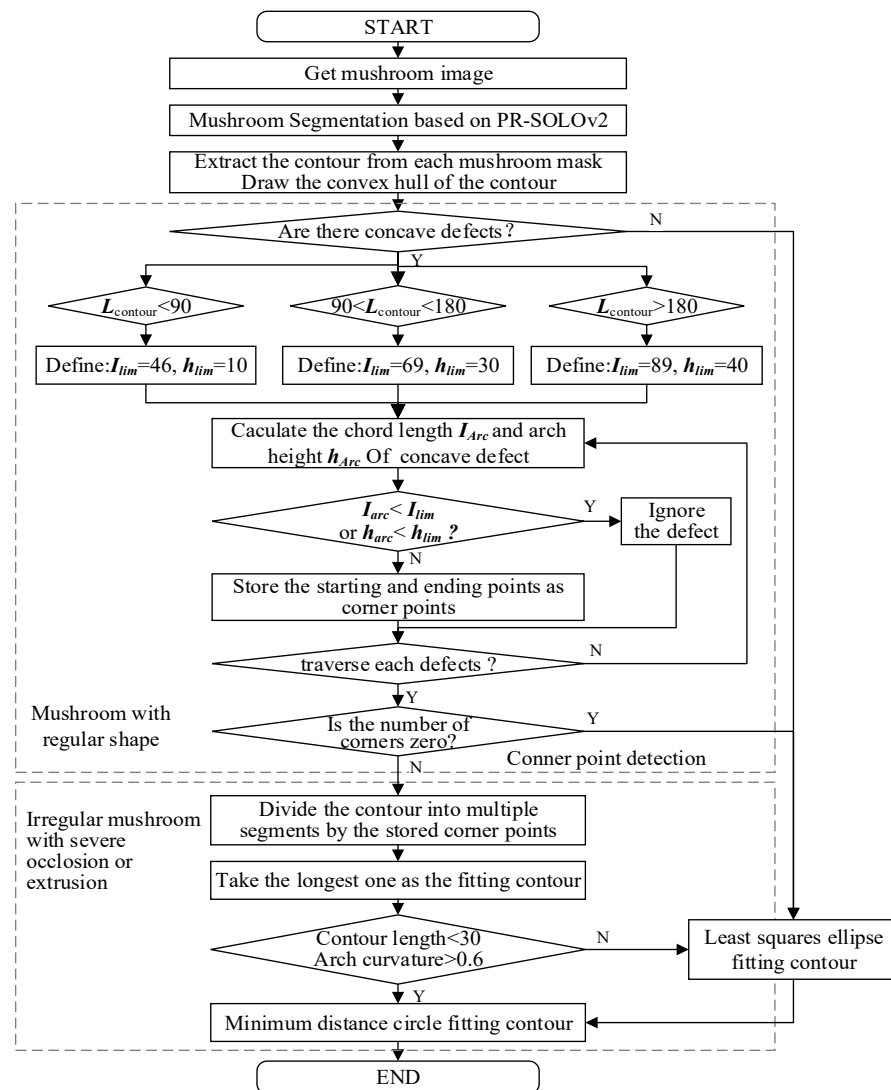 START
Get mushroom image
Mushroom Segmentation based on PR-SOLOv2
Extract the contour from each mushroom mask
Draw the convex hull of the contour
Are there concave defects?
N
Y
Lcontour<90
90<Lcontour<180
Lcontour>180
Define:Ilim=46, hlim=10
Define:Ilim=69, hlim=30
Define:Ilim=89, hlim=40
Caculate the chord length IArc and arch
height hArc Of concave defect
Iarc< Ilim
or harc< hlim ?
Y
Ignore
the defect
N
Store the starting and ending points as
corner points
traverse each defects ?
N
Y
Is the number of
corners zero?
Y
N
Mushroom with
regular shape
Conner point detection
Irregular mushroom
with severe
occlusion or
extrusion
Divide the contour into multiple
segments by the stored corner points
Take the longest one as the fitting contour
Contour length<30
Arch curvature>0.6
N
Y
Least squares ellipse
fitting contour
Minimum distance circle fitting contour
END